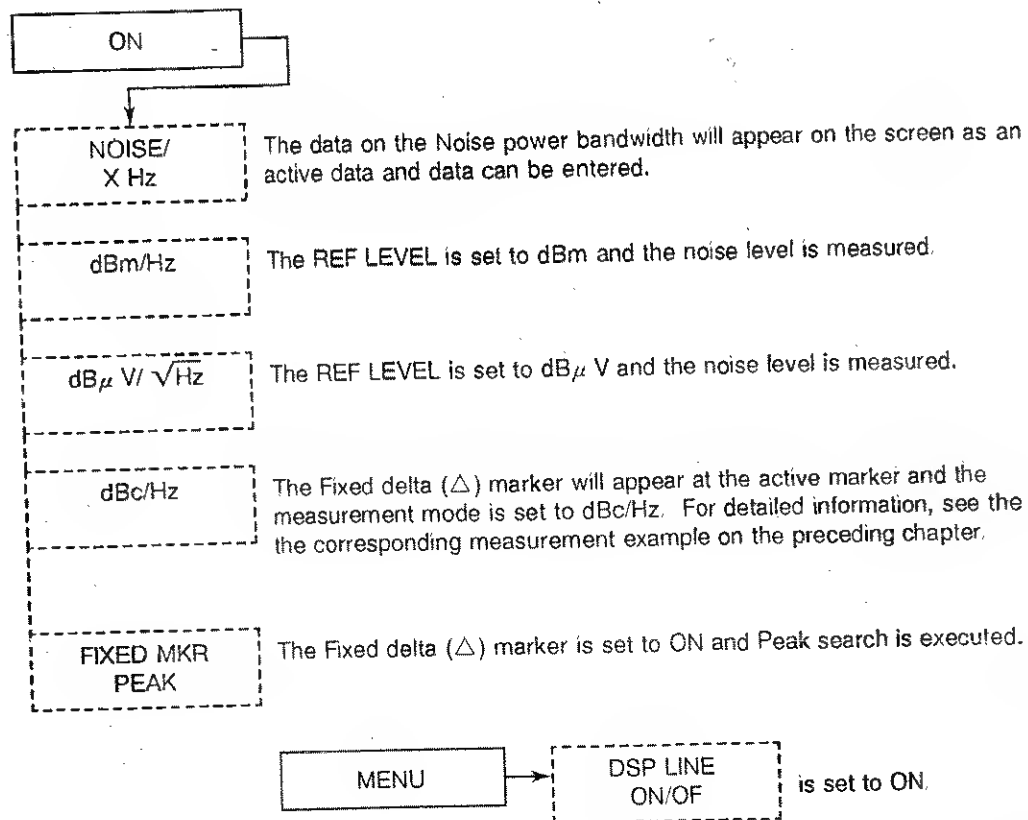 ON
NOISE/
X Hz
The data on the Noise power bandwidth will appear on the screen as an
active data and data can be entered.
dBm/Hz
The REF LEVEL is set to dBm and the noise level is measured.
dBμ V/ √Hz
The REF LEVEL is set to dBμ V and the noise level is measured.
dBc/Hz
The Fixed delta (△) marker will appear at the active marker and the
measurement mode is set to dBc/Hz. For detailed information, see the
the corresponding measurement example on the preceding chapter.
FIXED MKR
PEAK
The Fixed delta (△) marker is set to ON and Peak search is executed.
MENU
DSP LINE
ON/OF
is set to ON.